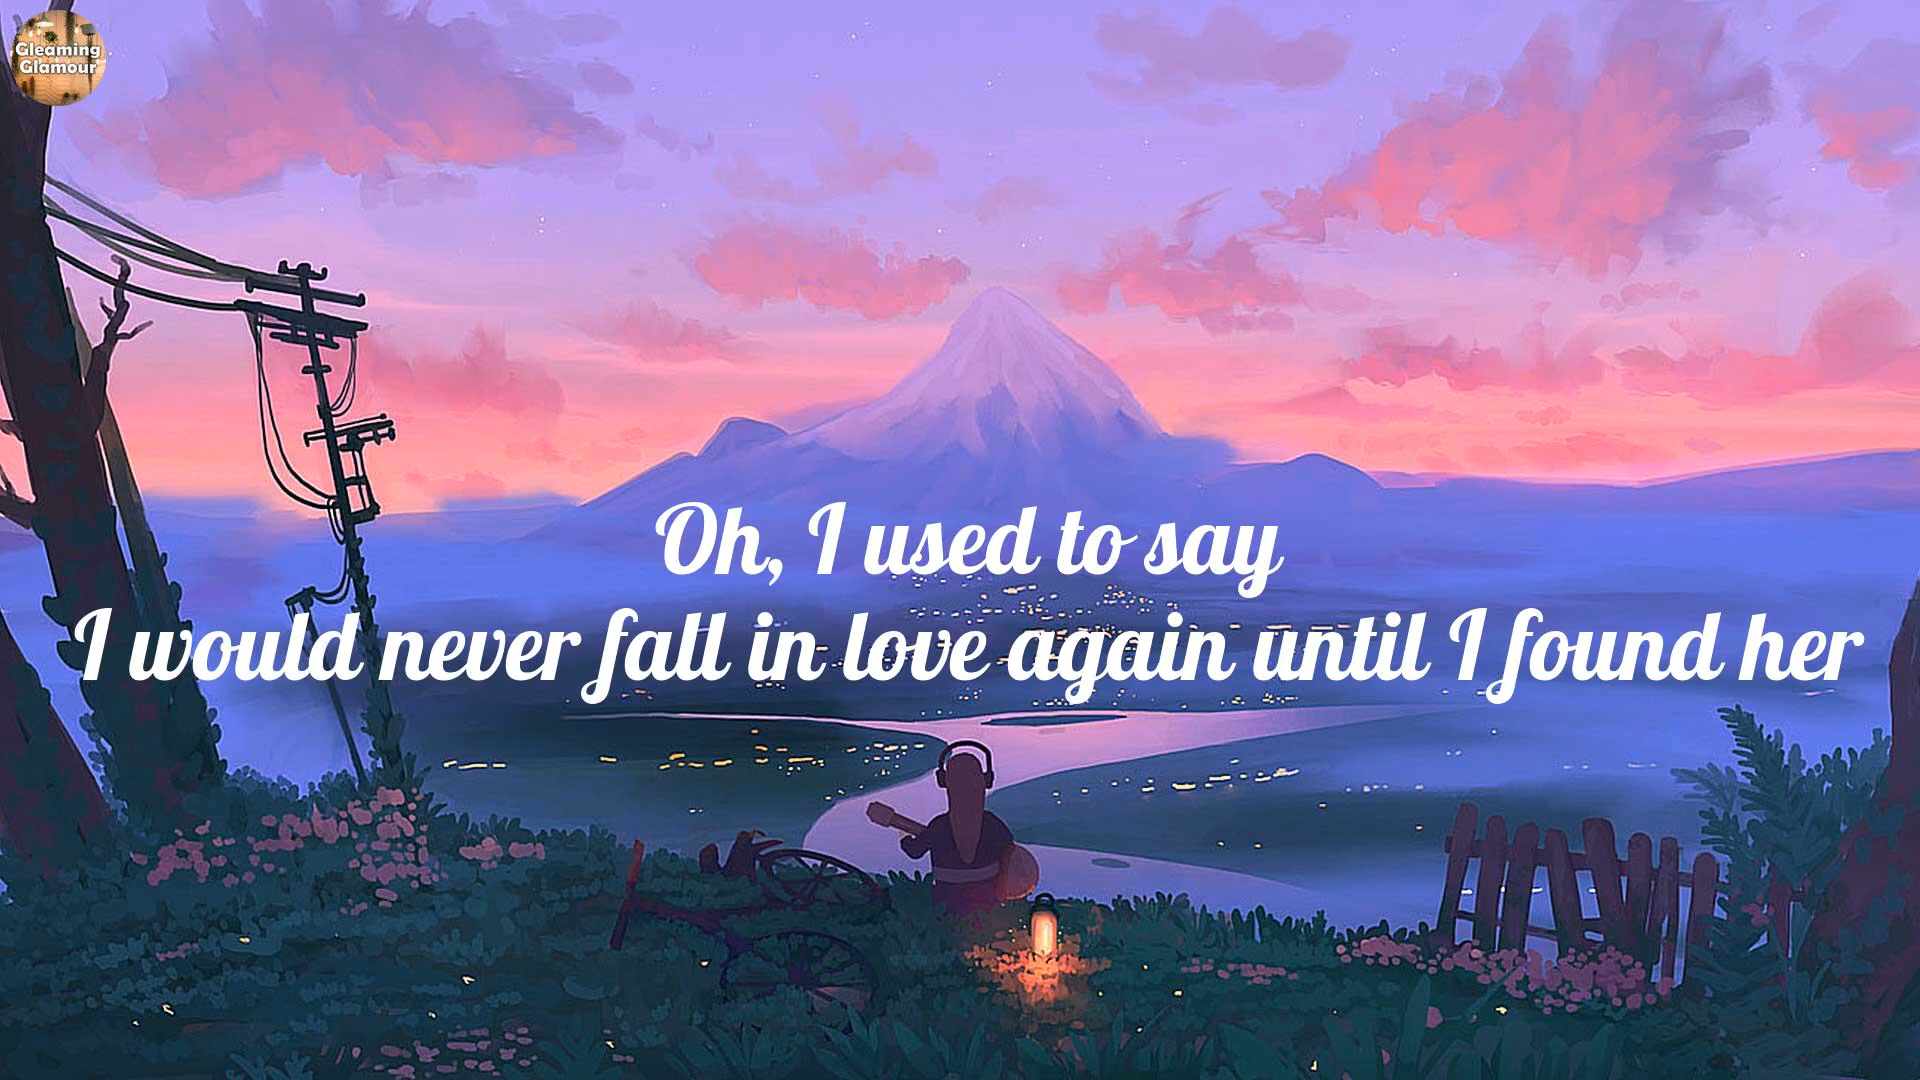 Gleaming
Glamour
Oh, I used to say
I would never fall in love again until I found her